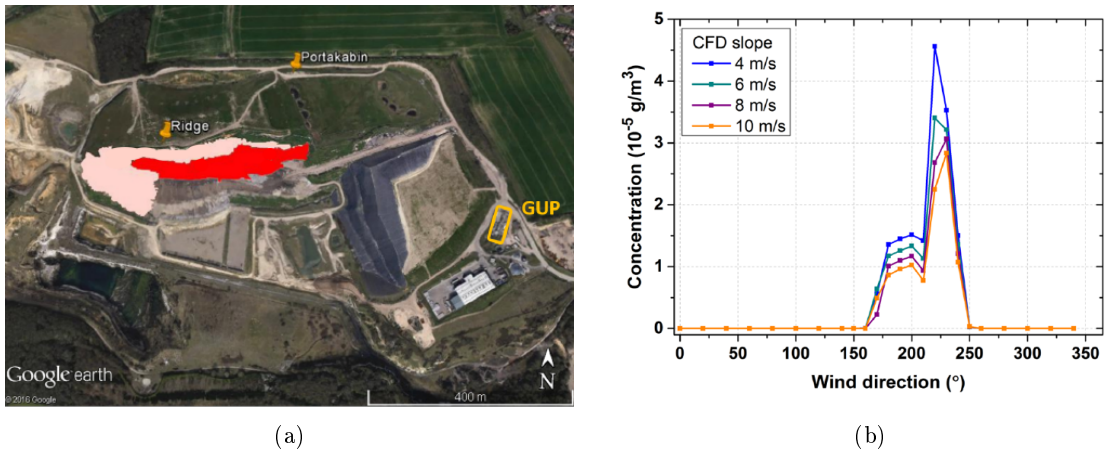 Portakabin
Ridge
GUP
N
Google earth
© 2016 Google
400 m
(a)
5
4
3
2
1
0
Concentration (10⁻⁵ g/m³)
CFD slope
4 m/s
6 m/s
8 m/s
10 m/s
0 50 100 150 200 250 300 350
Wind direction (°)
(b)